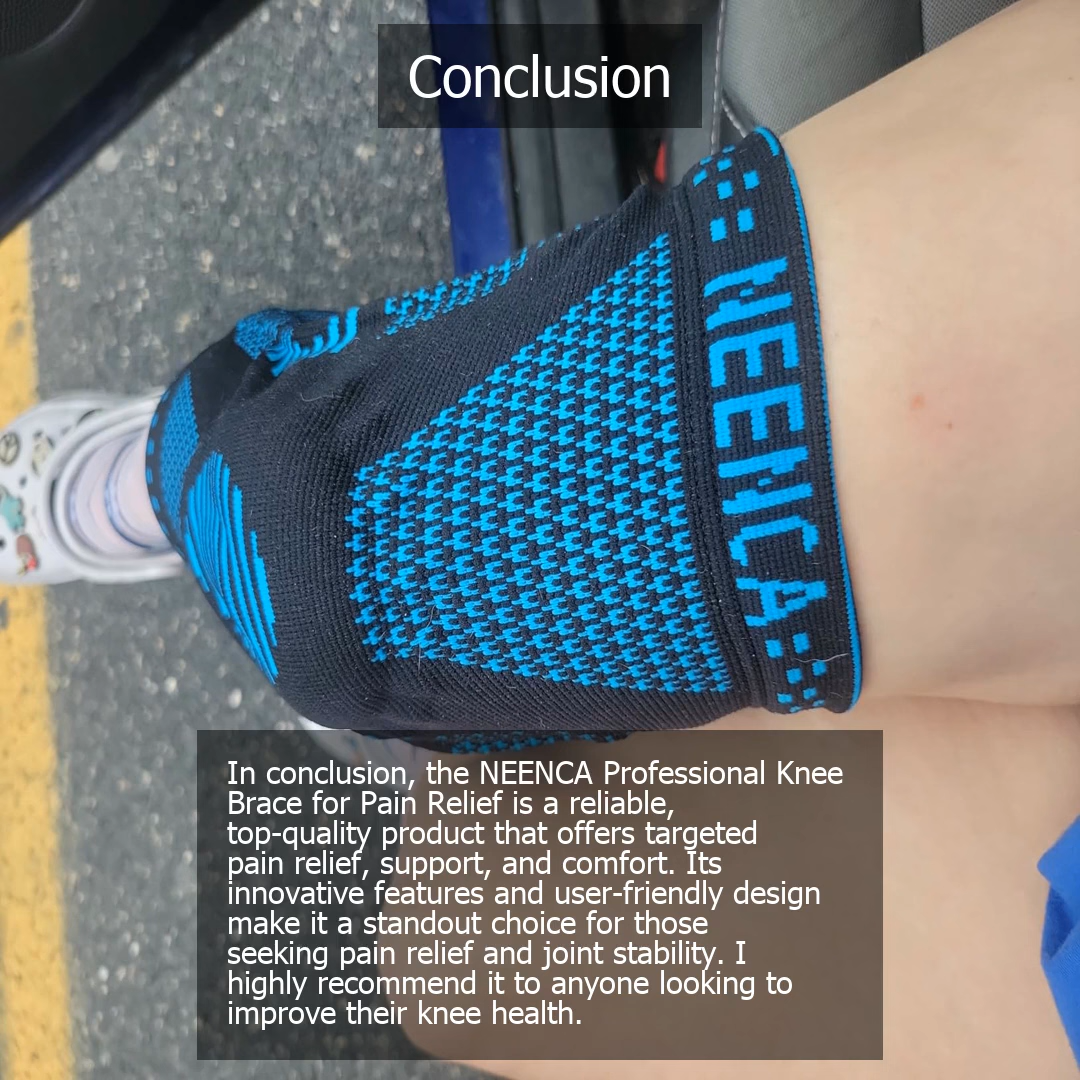 Conclusion
NEENCA
In conclusion, the NEENCA Professional Knee
Brace for Pain Relief is a reliable,
top-quality product that offers targeted
pain relief, support, and comfort. Its
innovative features and user-friendly design
make it a standout choice for those
seeking pain relief and joint stability. I
highly recommend it to anyone looking to
improve their knee health.